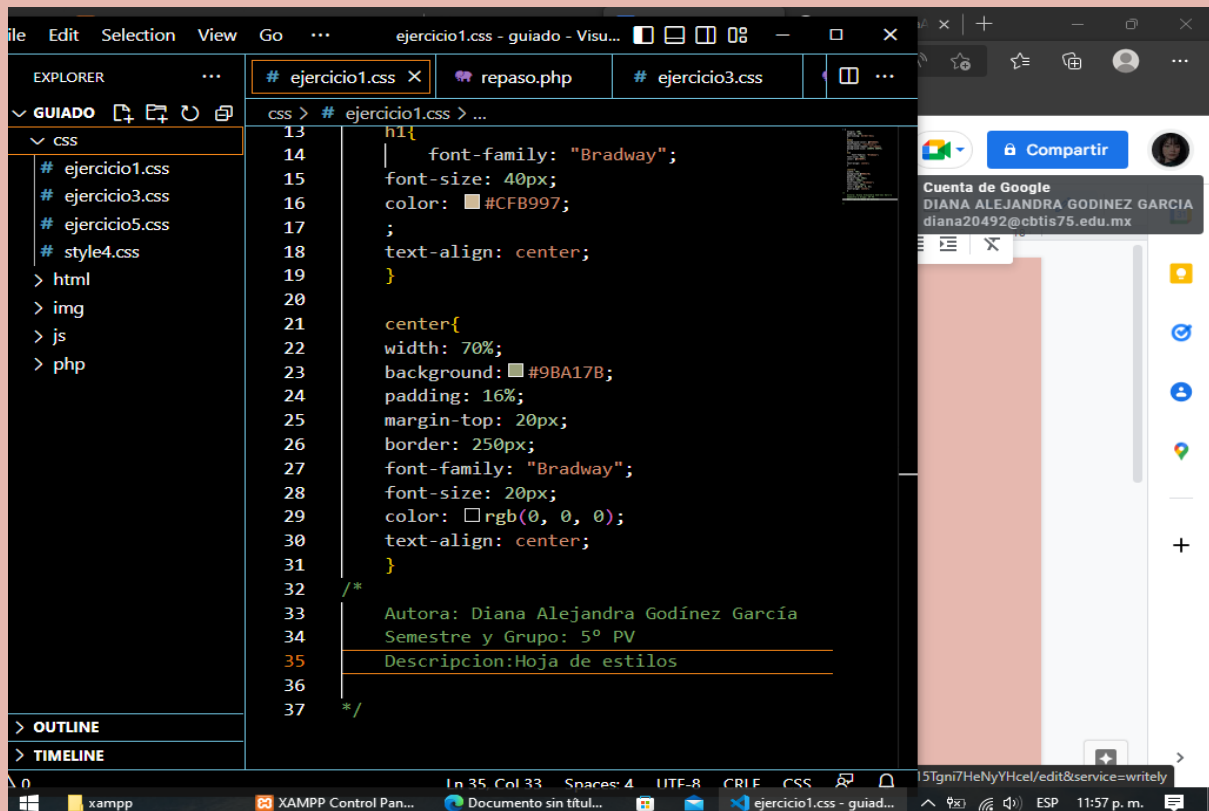 ile Edit Selection View Go ··· ejercicio1.css - guiado - Visu...
EXPLORER ···
GUIADO
css
# ejercicio1.css
# ejercicio3.css
# ejercicio5.css
# style4.css
> html
> img
> js
> php
> OUTLINE
> TIMELINE
# ejercicio1.css × repaso.php # ejercicio3.css ···
css > # ejercicio1.css > ...
13 h1{
14 font-family: "Bradway";
15 font-size: 40px;
16 color: #CFB997;
17 ;
18 text-align: center;
19 }
20
21 center{
22 width: 70%;
23 background: #9BA17B;
24 padding: 16%;
25 margin-top: 20px;
26 border: 250px;
27 font-family: "Bradway";
28 font-size: 20px;
29 color: rgb(0, 0, 0);
30 text-align: center;
31 }
32 /*
33 Autora: Diana Alejandra Godínez García
34 Semestre y Grupo: 5º PV
35 Descripcion:Hoja de estilos
36
37 */
0 Ln 35, Col 33 Spaces: 4 UTF-8 CRLF CSS
Compartir
Cuenta de Google
DIANA ALEJANDRA GODINEZ GARCIA
diana20492@cbtis75.edu.mx
15Tgni7HeNyYHcel/edit&service=writely
xampp XAMPP Control Pan... Documento sin títul... ejercicio1.css - guiad... ESP 11:57 p. m.